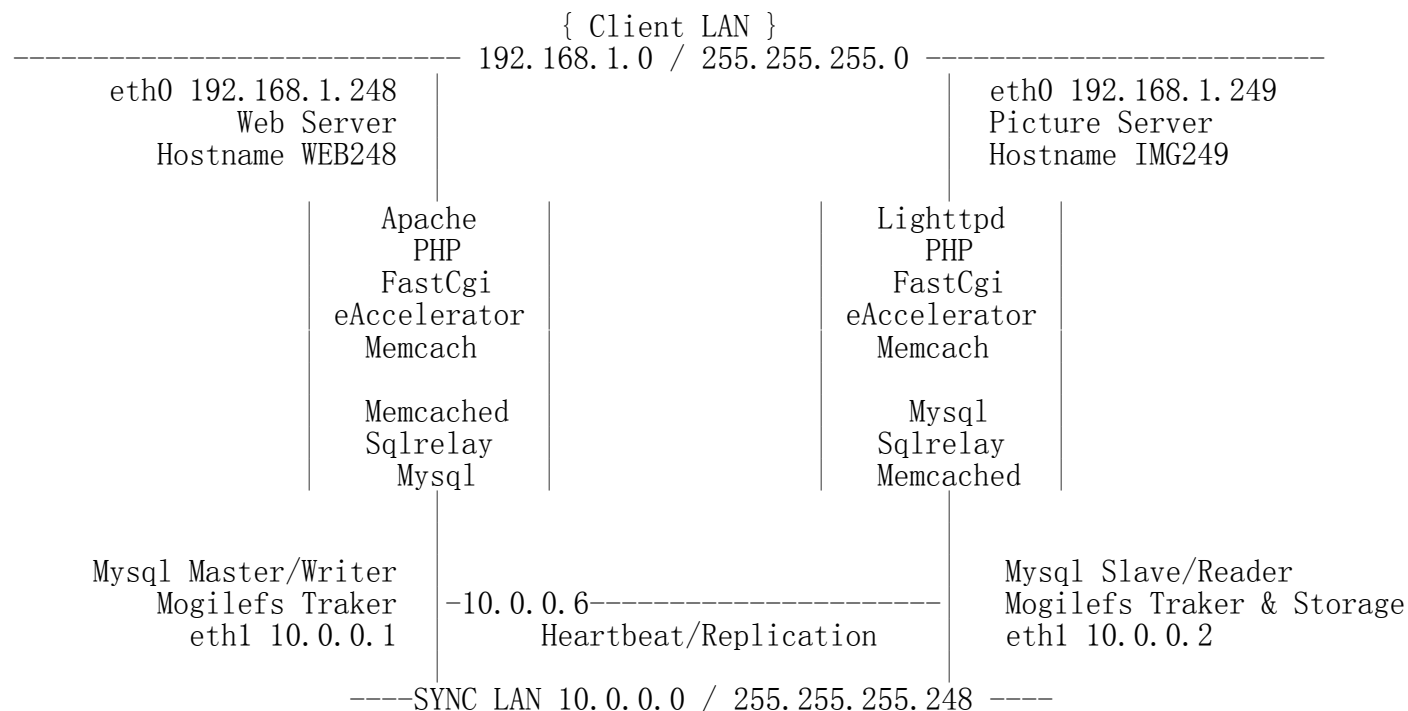 { Client LAN }
---------------------------- 192.168.1.0 / 255.255.255.0 -------------------------
eth0 192.168.1.248 | | eth0 192.168.1.249
Web Server | | Picture Server
Hostname WEB248 | | Hostname IMG249
| Apache | | Lighttpd |
| PHP | | PHP |
| FastCgi | | FastCgi |
| eAccelerator | | eAccelerator |
| Memcach | | Memcach |
| Memcached | | Mysql |
| Sqlrelay | | Sqlrelay |
| Mysql | | Memcached |
Mysql Master/Writer | | Mysql Slave/Reader
Mogilefs Traker |-10.0.0.6----------------------| Mogilefs Traker & Storage
eth1 10.0.0.1 | Heartbeat/Replication | eth1 10.0.0.2
----SYNC LAN 10.0.0.0 / 255.255.255.248 ----